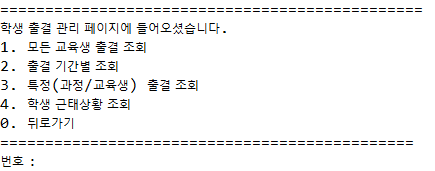 ===============================================
학생 출결 관리 페이지에 들어오셨습니다.
1. 모든 교육생 출결 조회
2. 출결 기간별 조회
3. 특정(과정/교육생) 출결 조회
4. 학생 근태상황 조회
0. 뒤로가기
==============================================
번호 :